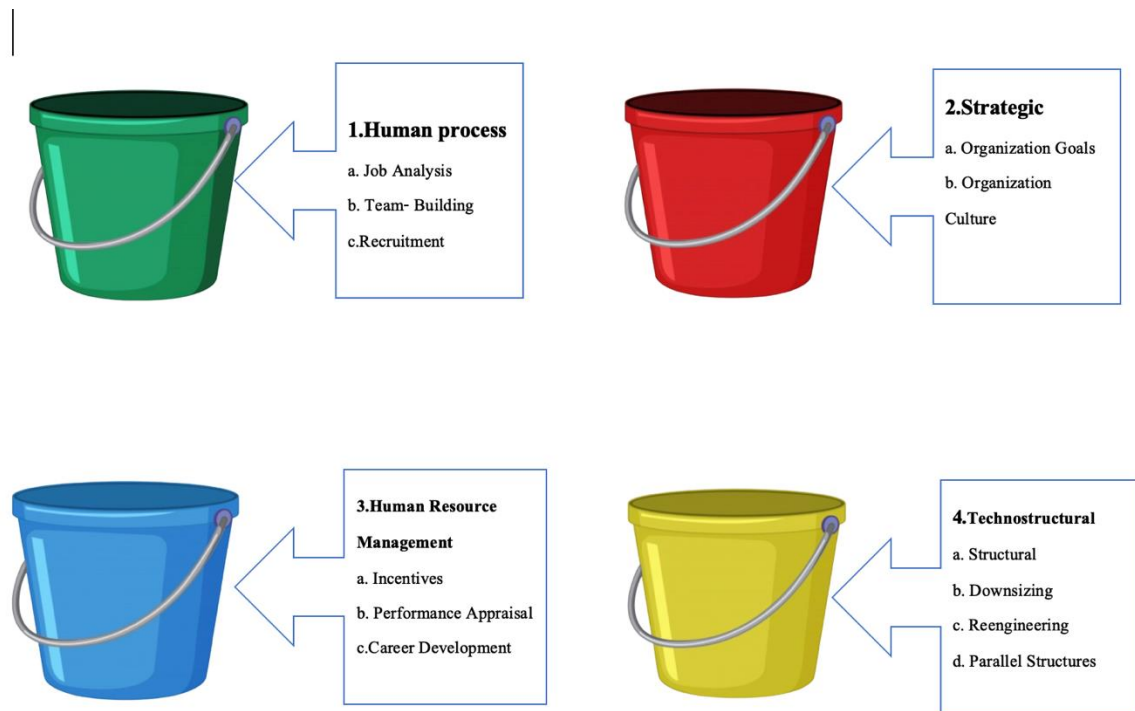 1.Human process
a. Job Analysis
b. Team- Building
c.Recruitment
2.Strategic
a. Organization Goals
b. Organization
Culture
3.Human Resource
Management
a. Incentives
b. Performance Appraisal
c.Career Development
4.Technostructural
a. Structural
b. Downsizing
c. Reengineering
d. Parallel Structures